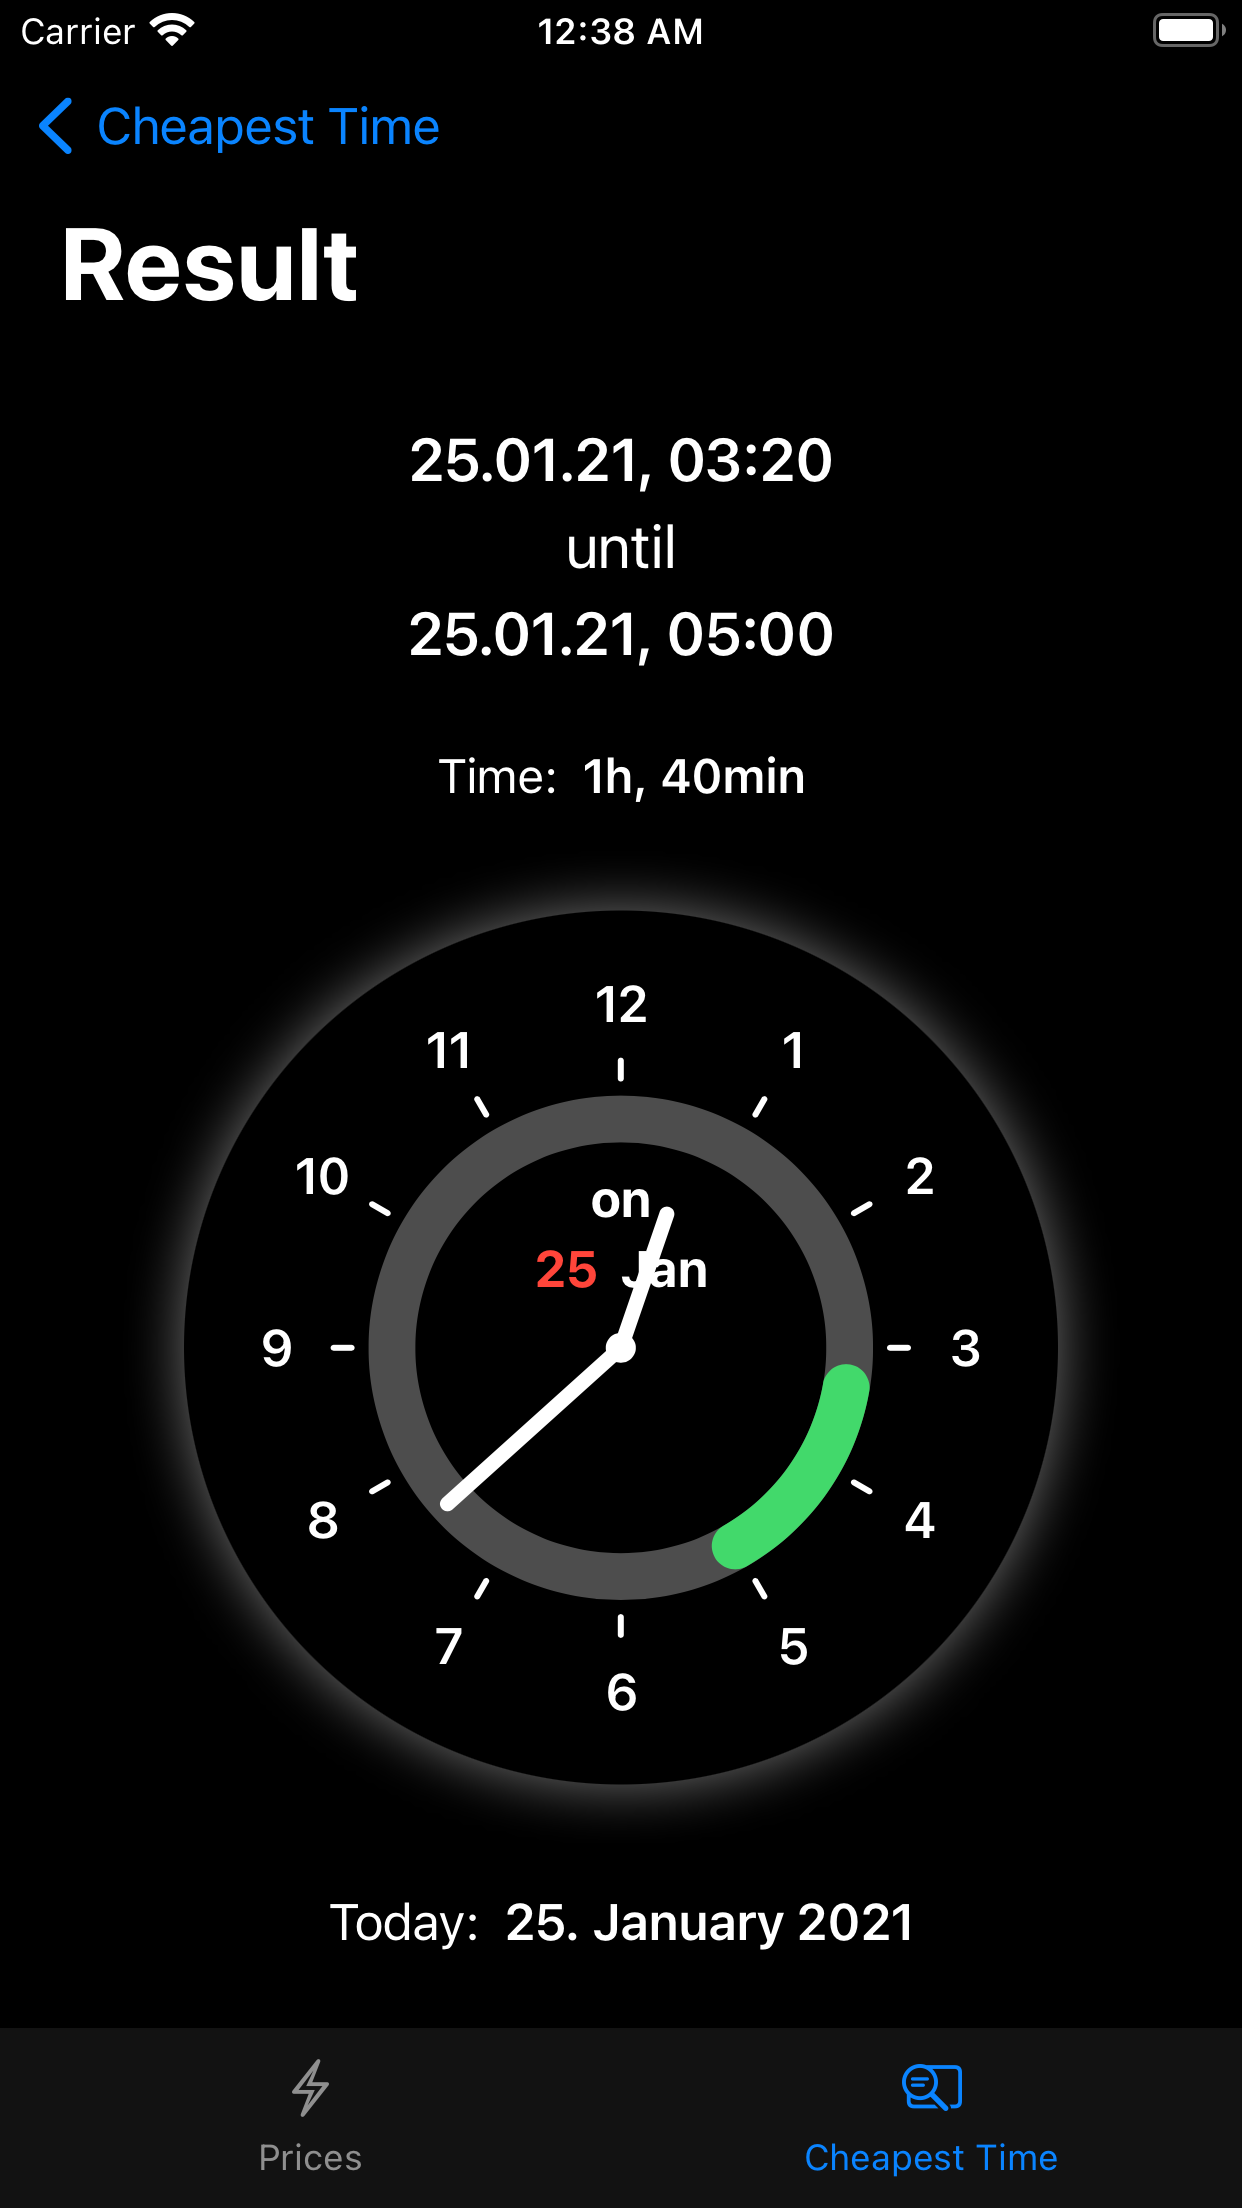 Carrier 12:38 AM
Cheapest Time
Result
25.01.21, 03:20
until
25.01.21, 05:00
Time: 1h, 40min
12
11 1
10 2
on
25 Jan
9 3
8 4
7 5
6
Today: 25. January 2021
Prices Cheapest Time